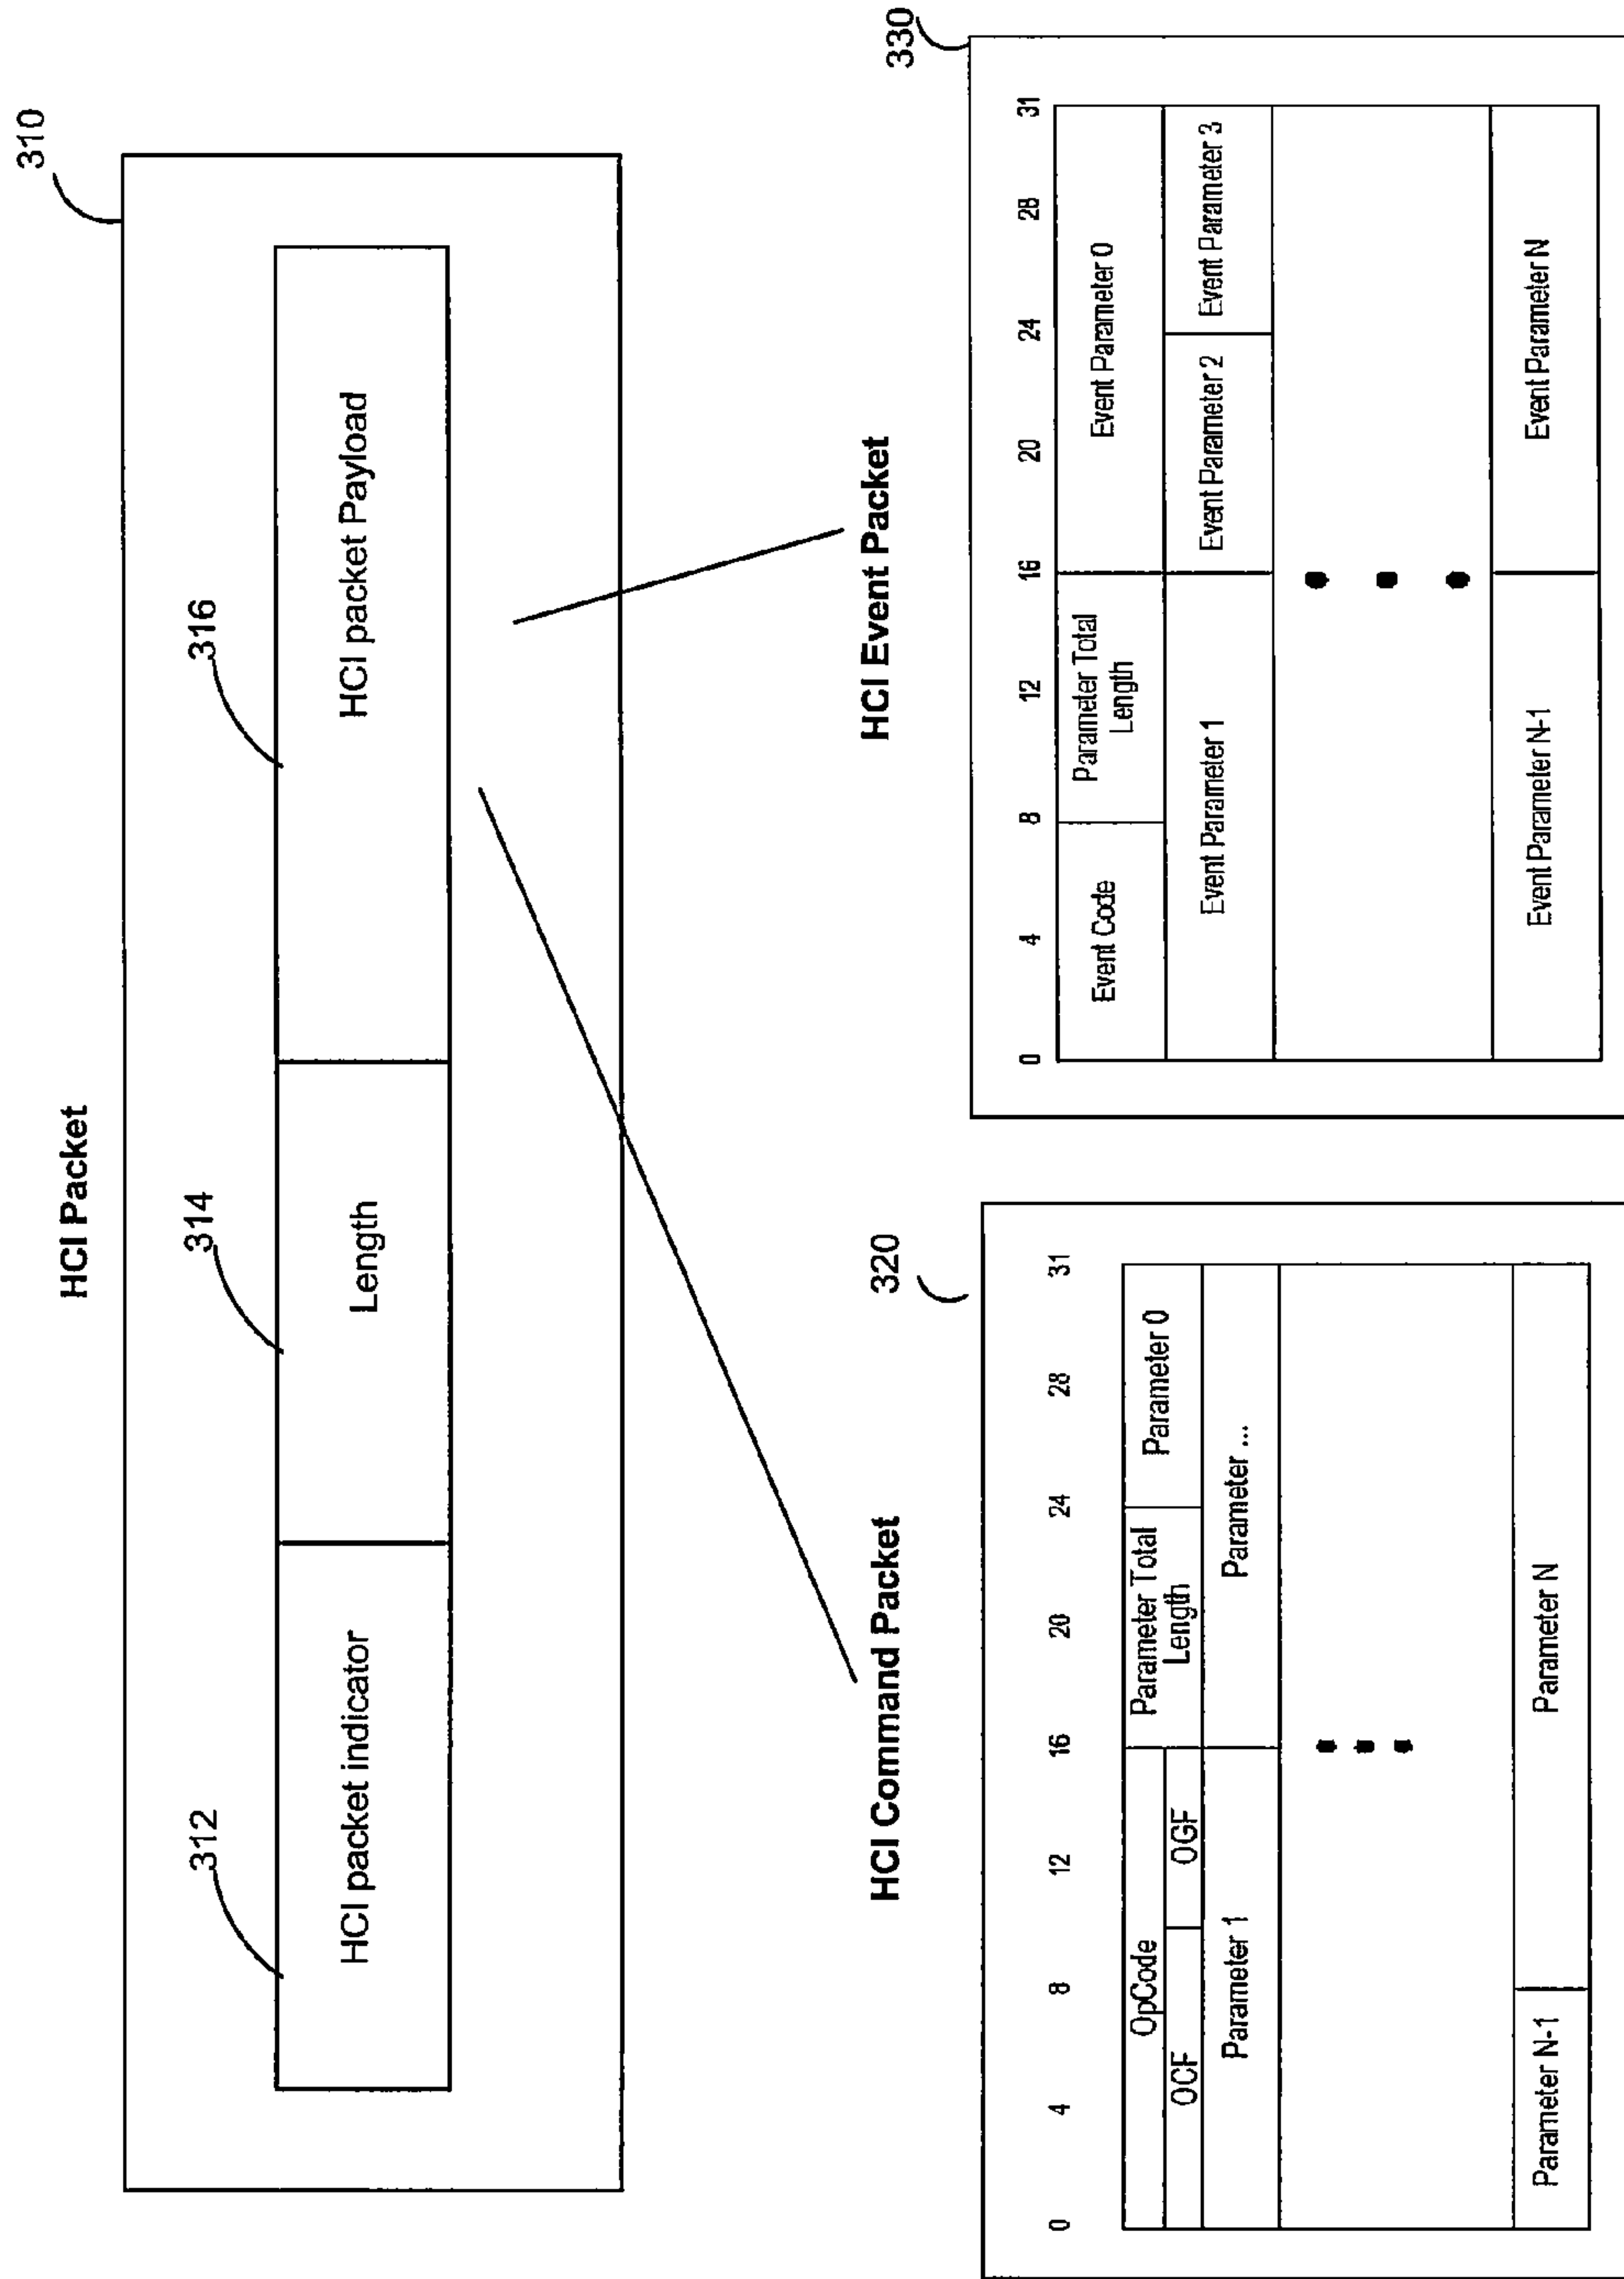 HCI Packet
310
312
314
316
HCI packet indicator
Length
HCI packet Payload
HCI Command Packet
320
0 4 8 12 16 20 24 28 31
OpCode
Parameter Total
Length
Parameter 0
OCF
OGF
Parameter 1
Parameter ...
Parameter N-1
Parameter N
HCI Event Packet
330
0 4 8 12 16 20 24 28 31
Event Code
Parameter Total
Length
Event Parameter 0
Event Parameter 1
Event Parameter 2
Event Parameter 3
Event Parameter N-1
Event Parameter N